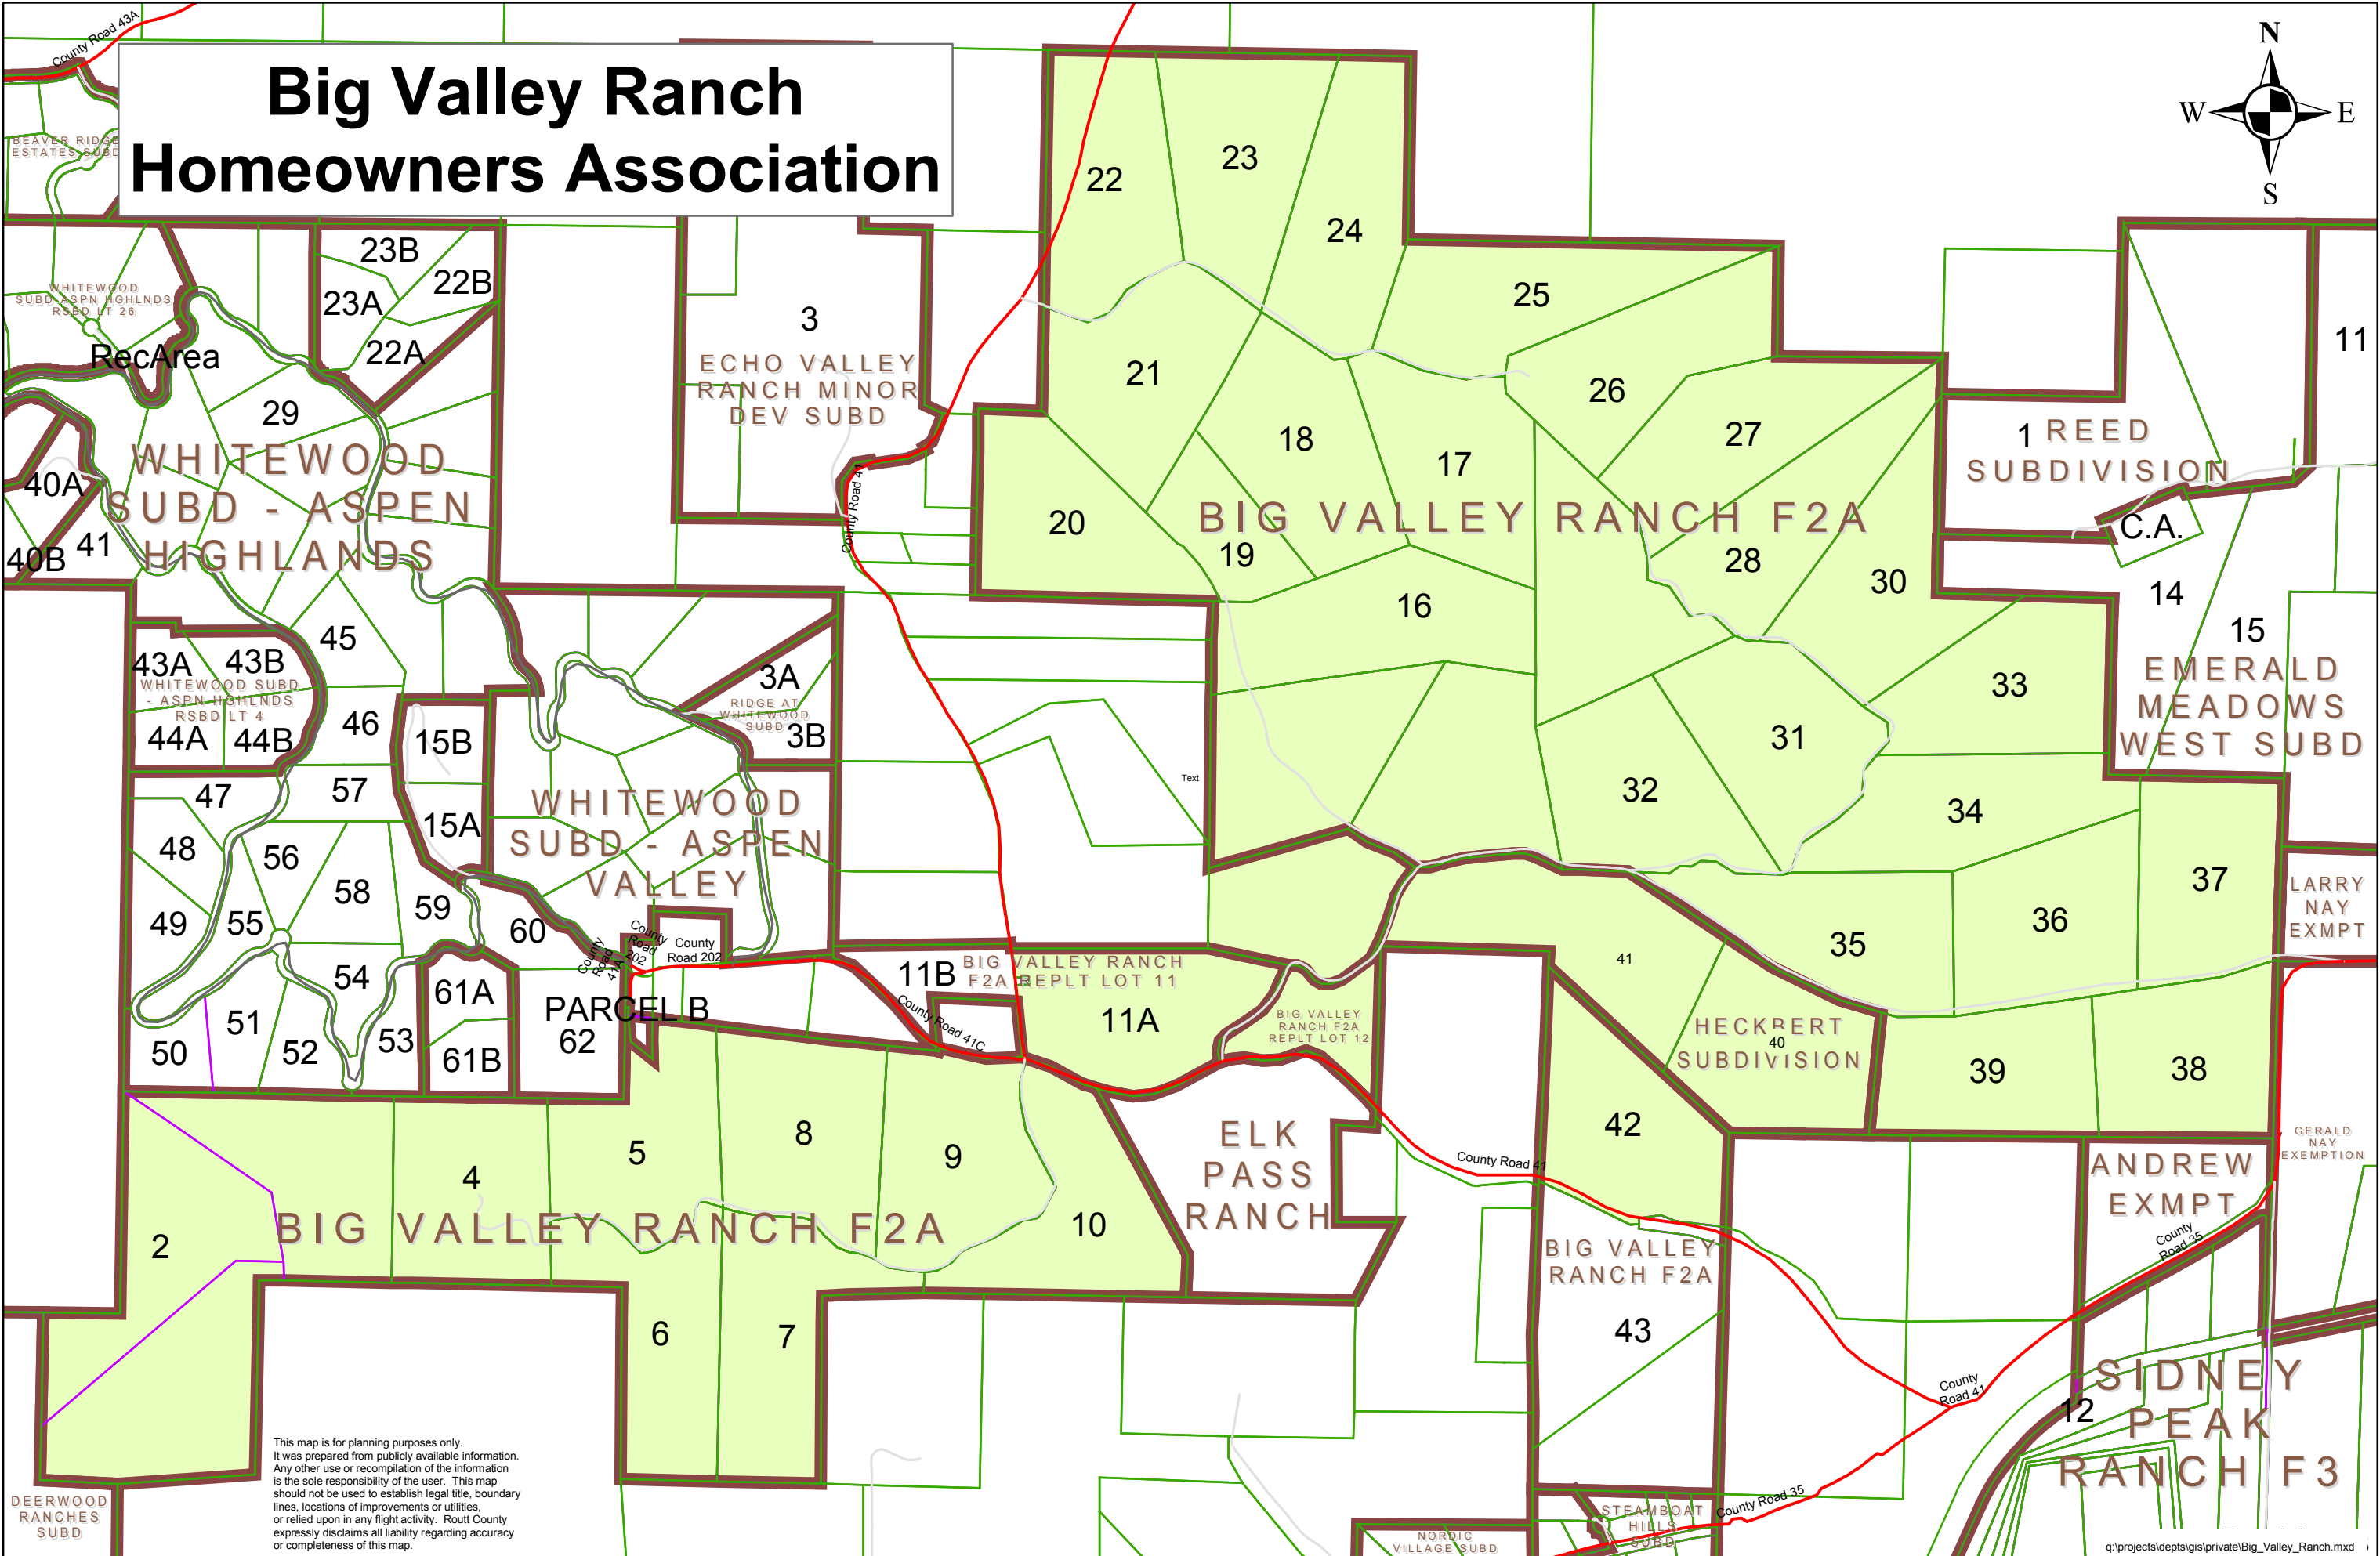 County Road 43A
Big Valley Ranch
Homeowners Association
N
W
E
S
BEAVER RIDGE
ESTATES SUBD
22
23
24
23B
22B
23A
22A
WHITEWOOD
SUBD-ASPN HGHLNDS
RSBD LT 26
RecArea
29
3
ECHO VALLEY
RANCH MINOR
DEV SUBD
25
11
21
26
27
18
17
1
REED
SUBDIVISION
WHITEWOOD
SUBD - ASPEN
HIGHLANDS
40A
40B
41
County Road 41
20
BIG VALLEY RANCH F2A
19
28
30
C.A.
14
15
16
EMERALD
MEADOWS
WEST SUBD
45
43A
43B
WHITEWOOD SUBD
- ASPN HGHLNDS
RSBD LT 4
44A
44B
46
15B
3A
RIDGE AT
WHITEWOOD
SUBD
3B
33
31
32
34
Text
47
57
15A
WHITEWOOD
SUBD - ASPEN
VALLEY
48
56
58
59
49
55
60
37
LARRY
NAY
EXMPT
36
35
41
County
Road
41A
County
Road
202
County
Road 202
54
61A
PARCEL B
62
11B
BIG VALLEY RANCH
F2A REPLT LOT 11
11A
County Road 41C
BIG VALLEY
RANCH F2A
REPLT LOT 12
HECKBERT
SUBDIVISION
40
51
50
52
53
61B
39
38
42
ELK
PASS
RANCH
County Road 41
GERALD
NAY
EXEMPTION
ANDREW
EXMPT
County
Road 35
5
8
9
4
2
10
BIG VALLEY RANCH F2A
BIG VALLEY
RANCH F2A
43
6
7
County
Road 41
12
SIDNEY
PEAK
RANCH F3
County Road 35
STEAMBOAT
HILLS
SUBD
NORDIC
VILLAGE SUBD
DEERWOOD
RANCHES
SUBD
This map is for planning purposes only.
It was prepared from publicly available information.
Any other use or recompilation of the information
is the sole responsibility of the user. This map
should not be used to establish legal title, boundary
lines, locations of improvements or utilities,
or relied upon in any flight activity. Routt County
expressly disclaims all liability regarding accuracy
or completeness of this map.
q:\projects\depts\gis\private\Big_Valley_Ranch.mxd